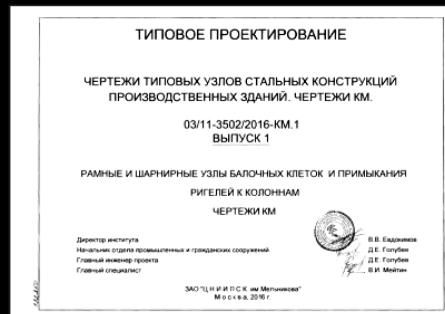 ТИПОВОЕ ПРОЕКТИРОВАНИЕ
ЧЕРТЕЖИ ТИПОВЫХ УЗЛОВ СТАЛЬНЫХ КОНСТРУКЦИЙ
ПРОИЗВОДСТВЕННЫХ ЗДАНИЙ. ЧЕРТЕЖИ КМ.
03/11-3502/2016-КМ.1
ВЫПУСК 1
РАМНЫЕ И ШАРНИРНЫЕ УЗЛЫ БАЛОЧНЫХ КЛЕТОК И ПРИМЫКАНИЯ
РИГЕЛЕЙ К КОЛОННАМ
ЧЕРТЕЖИ КМ
Директор института В.В. Евдокимов
Начальник отдела промышленных и гражданских сооружений Д.Е. Голубев
Главный инженер проекта Д.Е. Голубев
Главный специалист В.И. Мейтин
ЗАО "Ц Н И И П С К им Мельникова"
Москва, 2016 г.